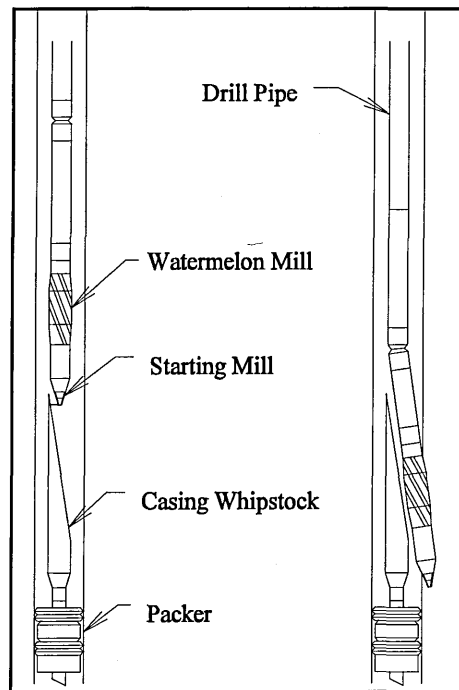 Drill Pipe
Watermelon Mill
Starting Mill
Casing Whipstock
Packer